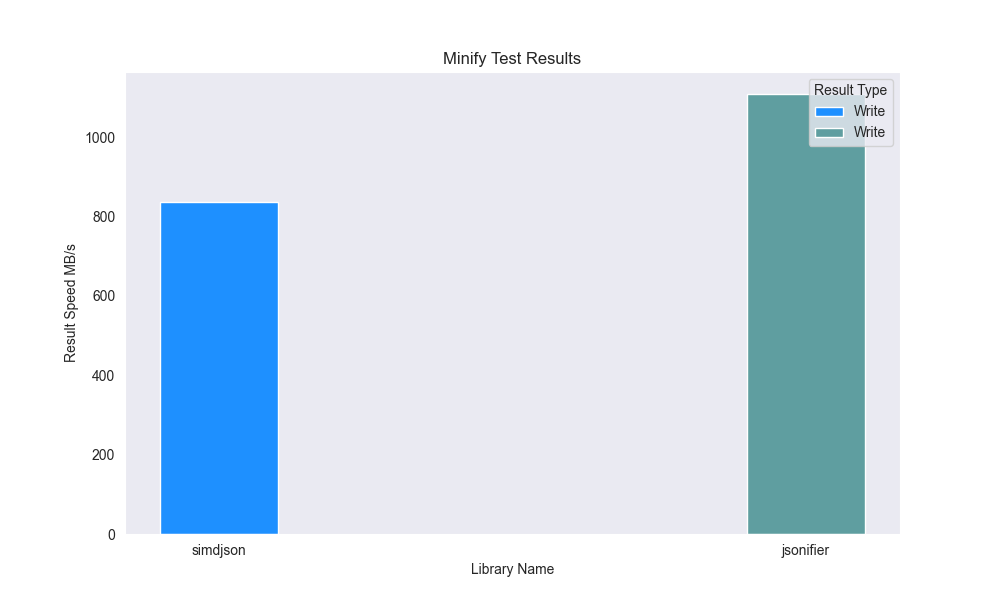 Minify Test Results
Result Type
Write
Write
Result Speed MB/s
1000
800
600
400
200
0
simdjson
jsonifier
Library Name